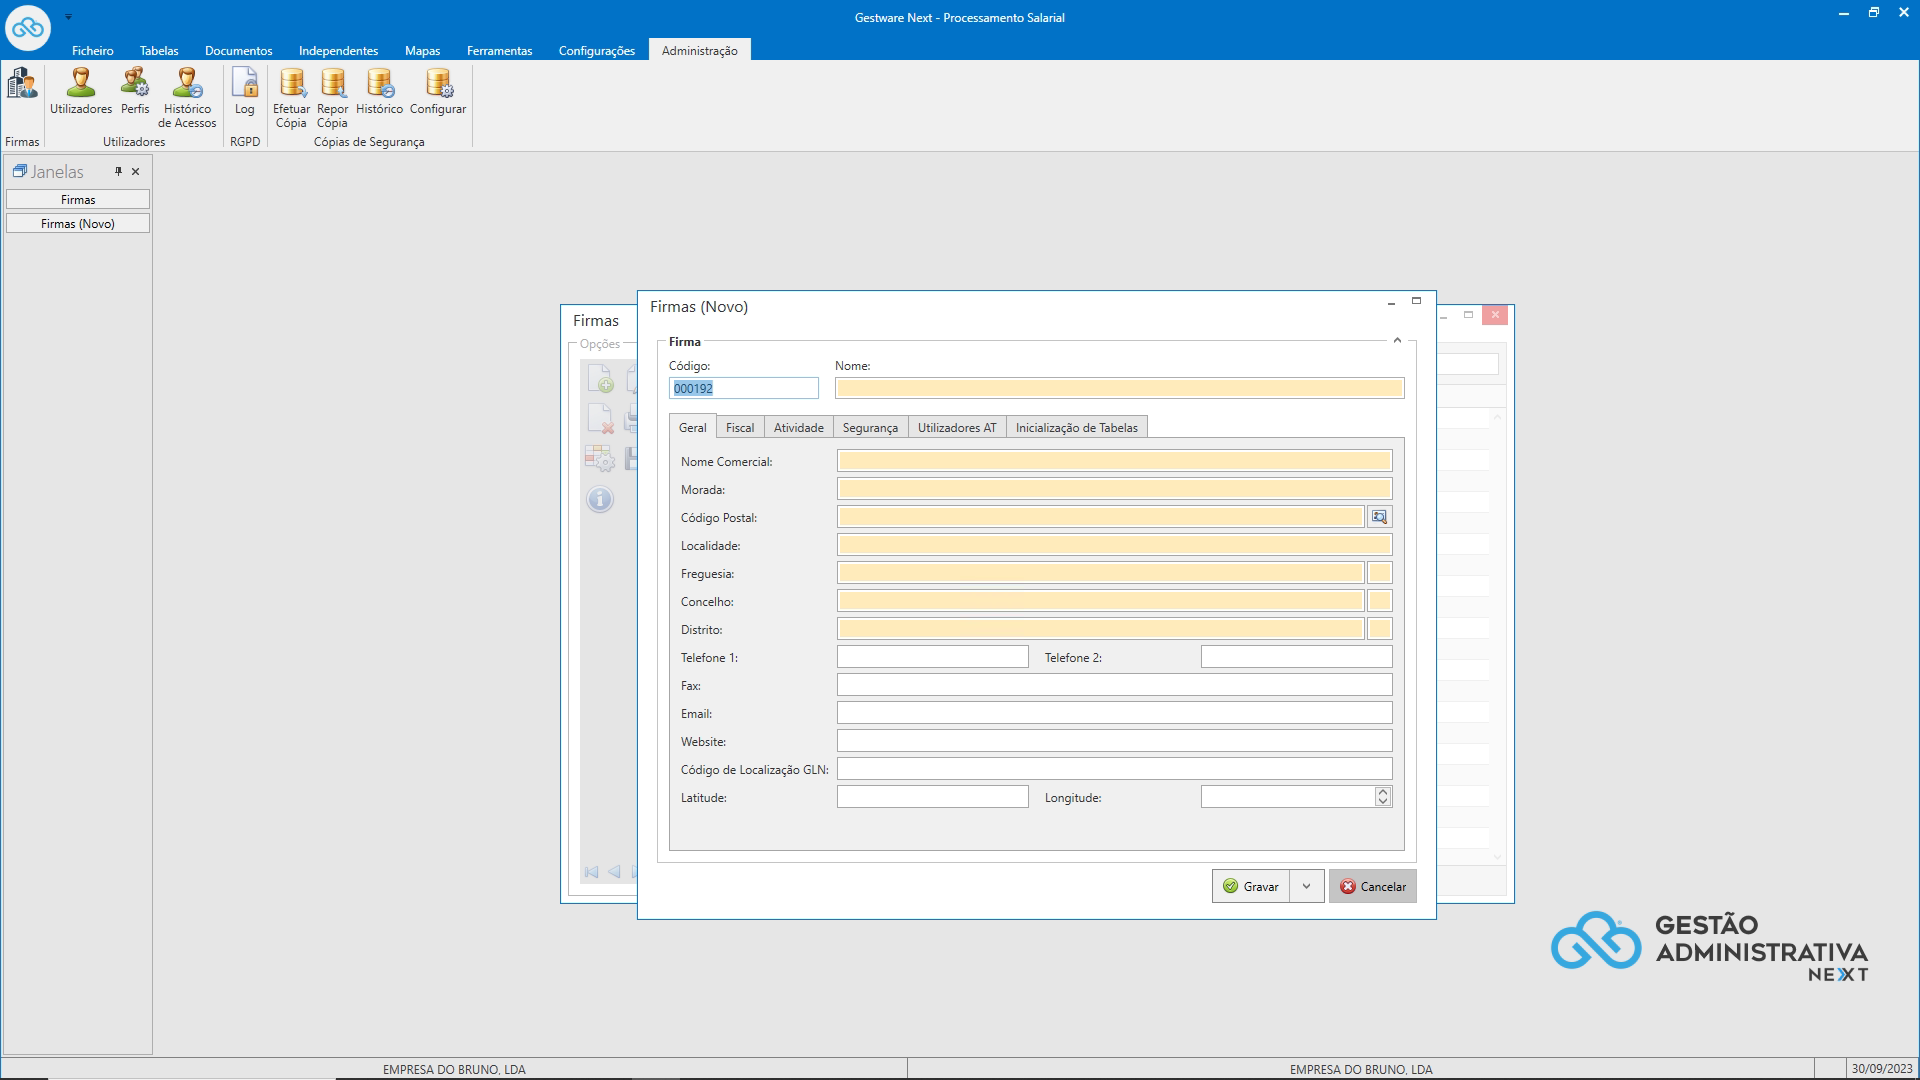 Gestware Next - Processamento Salarial
Ficheiro Tabelas Documentos Independentes Mapas Ferramentas Configurações Administração
Utilizadores Perfis Histórico de Acessos Log Efetuar Cópia Repor Cópia Histórico Configurar
Firmas Utilizadores RGPD Cópias de Segurança
Janelas
Firmas
Firmas (Novo)
Firmas
Opções
Firmas (Novo)
Firma
Código: Nome:
000192
Geral Fiscal Atividade Segurança Utilizadores AT Inicialização de Tabelas
Nome Comercial:
Morada:
Código Postal:
Localidade:
Freguesia:
Concelho:
Distrito:
Telefone 1: Telefone 2:
Fax:
Email:
Website:
Código de Localização GLN:
Latitude: Longitude:
Gravar Cancelar
GESTÃO
ADMINISTRATIVA
NEXT
EMPRESA DO BRUNO, LDA EMPRESA DO BRUNO, LDA 30/09/2023